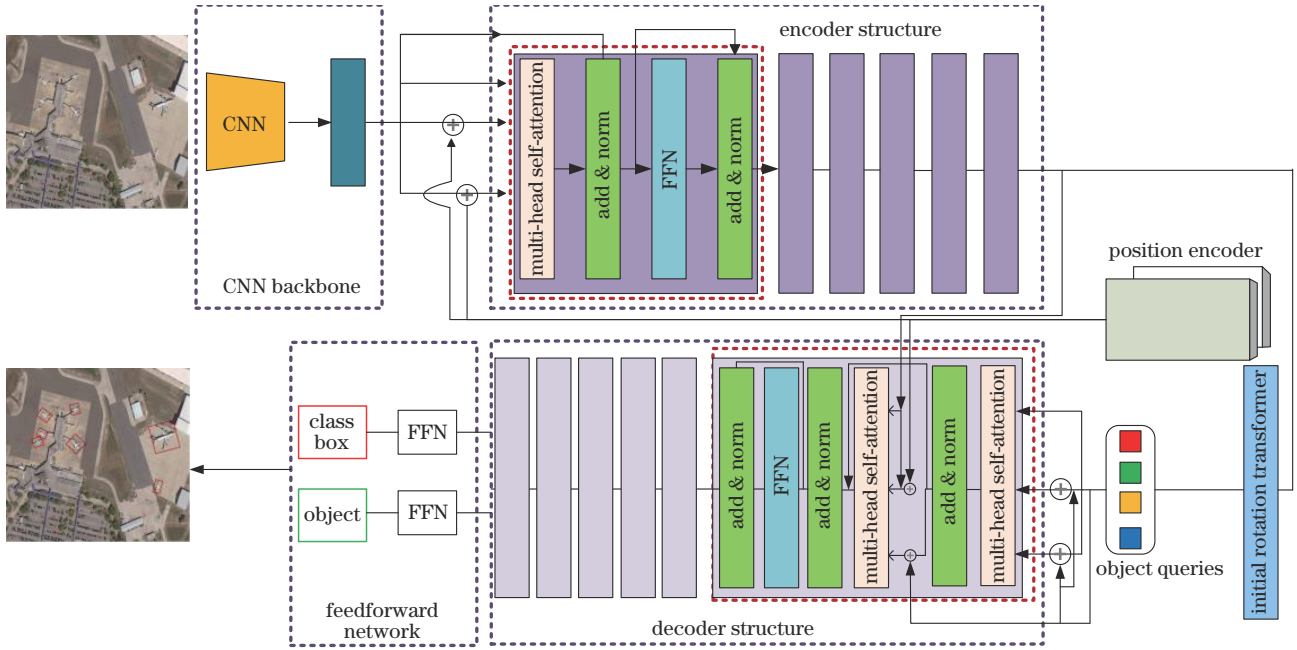 encoder structure
CNN
multi-head self-attention
add & norm
FFN
add & norm
CNN backbone
position encoder
class
box
FFN
object
FFN
add & norm
FFN
add & norm
multi-head self-attention
add & norm
multi-head self-attention
object queries
initial rotation transformer
feedforward
network
decoder structure